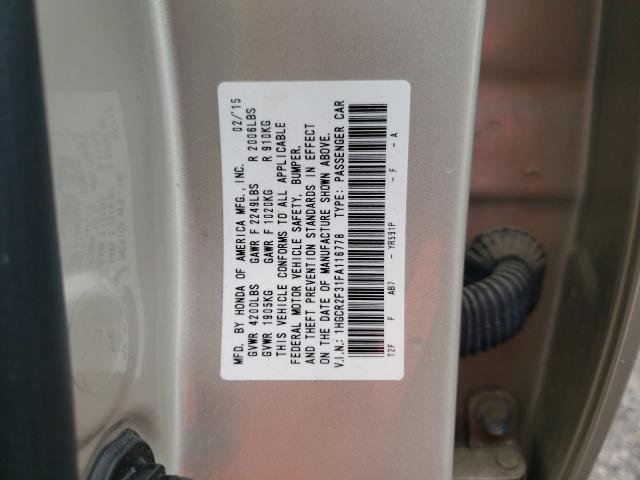 MFD. BY HONDA OF AMERICA MFG., INC. 02/'15
GVWR 4200LBS GAWR F 2249LBS R 2006LBS
GVWR 1905KG GAWR F 1020KG R 910KG
THIS VEHICLE CONFORMS TO ALL APPLICABLE
FEDERAL MOTOR VEHICLE SAFETY, BUMPER,
AND THEFT PREVENTION STANDARDS IN EFFECT
ON THE DATE OF MANUFACTURE SHOWN ABOVE.
V.I.N.: 1HGCR2F31FA116778 TYPE: PASSENGER CAR
T2F F AB7 - YR591P - F - A